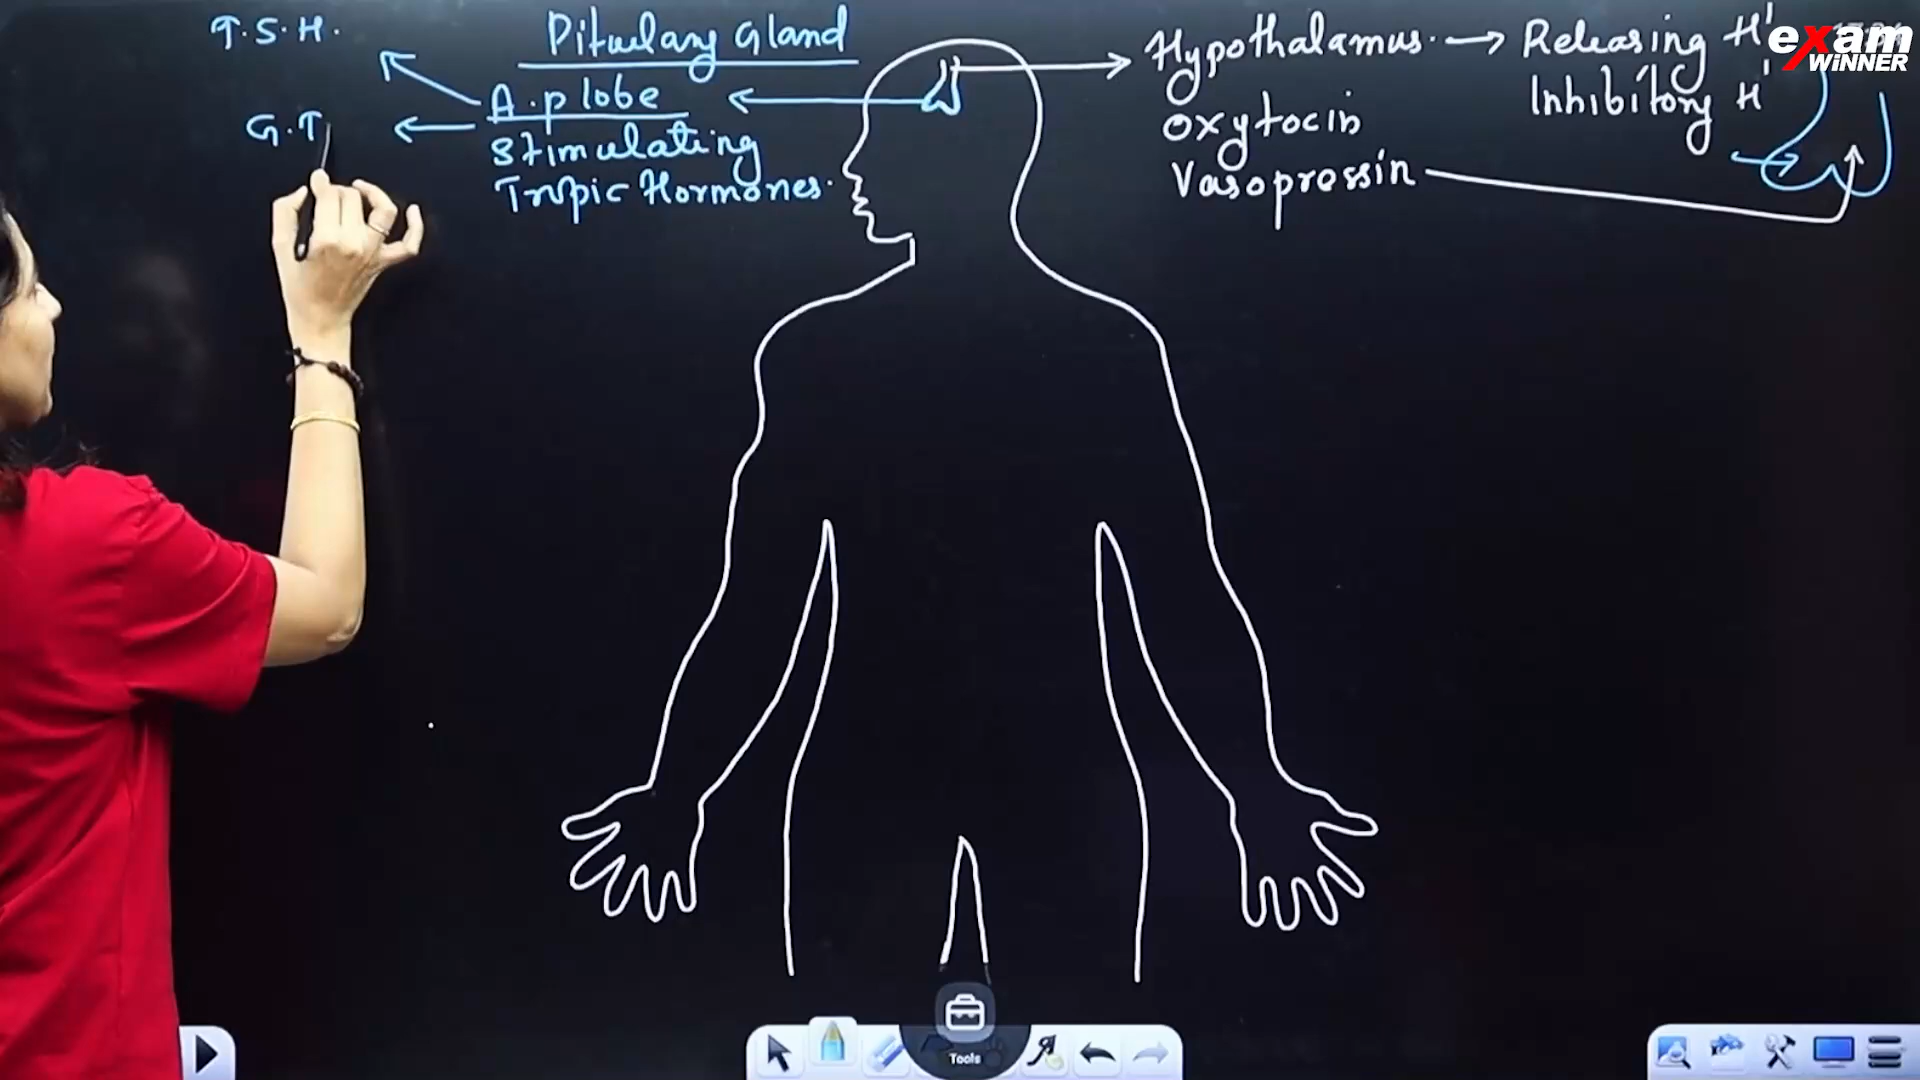 T.S.H.
G.T
Pituitary Gland
A.p lobe
Stimulating
Tropic Hormones.
Hypothalamus. → Releasing H'
Inhibitory H'
Oxytocin
Vasopressin
exam
WiNNER
Tools